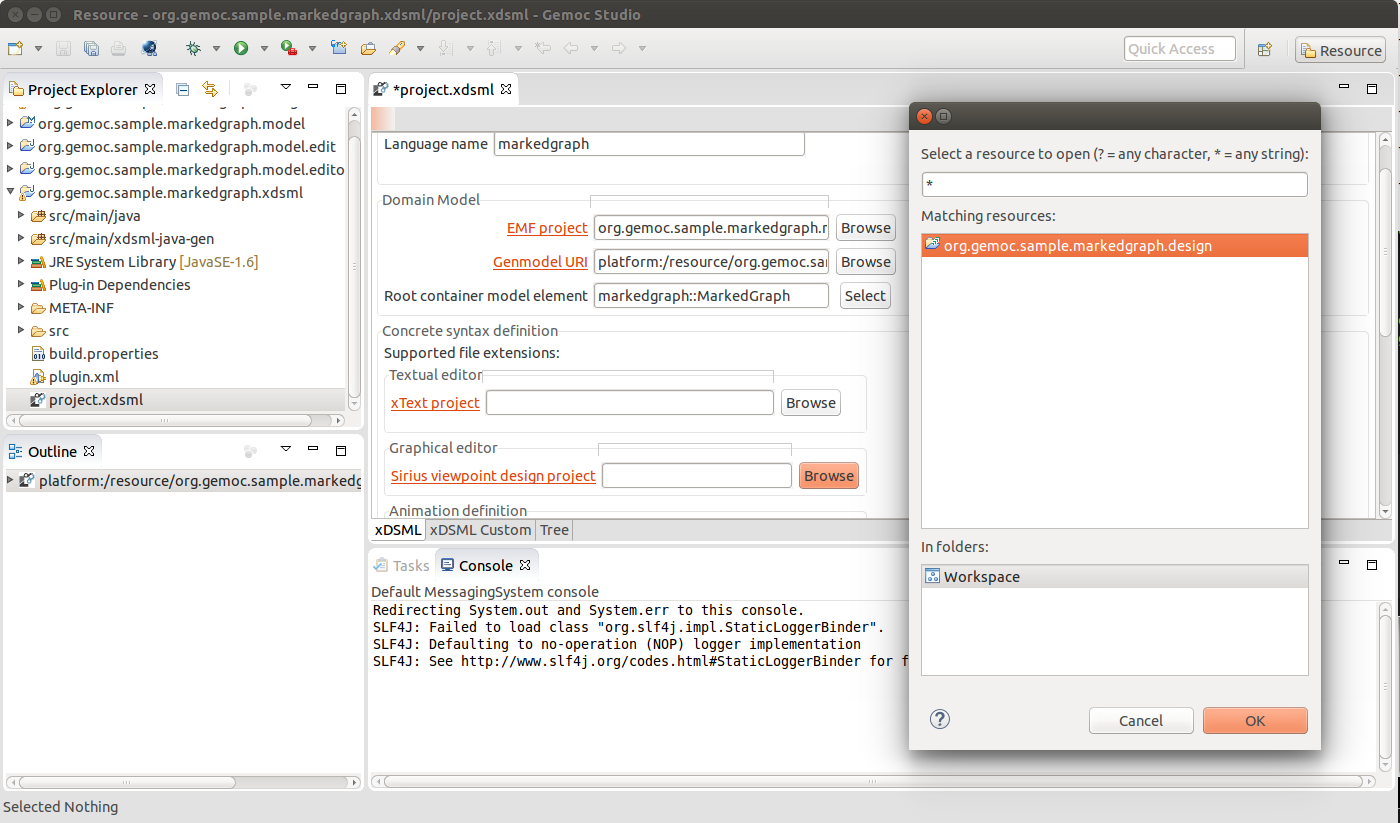 Resource - org.gemoc.sample.markedgraph.xdsml/project.xdsml - Gemoc Studio
Quick Access
Resource
Project Explorer
org.gemoc.sample.markedgraph.model
org.gemoc.sample.markedgraph.model.edit
org.gemoc.sample.markedgraph.model.edito
org.gemoc.sample.markedgraph.xdsml
src/main/java
src/main/xdsml-java-gen
JRE System Library [JavaSE-1.6]
Plug-in Dependencies
META-INF
src
build.properties
plugin.xml
project.xdsml
Outline
platform:/resource/org.gemoc.sample.markedg
*project.xdsml
Language name markedgraph
Domain Model
EMF project org.gemoc.sample.markedgraph.r Browse
Genmodel URI platform:/resource/org.gemoc.sar Browse
Root container model element markedgraph::MarkedGraph Select
Concrete syntax definition
Supported file extensions:
Textual editor
xText project Browse
Graphical editor
Sirius viewpoint design project Browse
Animation definition
xDSML xDSML Custom Tree
Tasks Console
Default MessagingSystem console
Redirecting System.out and System.err to this console.
SLF4J: Failed to load class "org.slf4j.impl.StaticLoggerBinder".
SLF4J: Defaulting to no-operation (NOP) logger implementation
SLF4J: See http://www.slf4j.org/codes.html#StaticLoggerBinder for f
Select a resource to open (? = any character, * = any string):
*
Matching resources:
org.gemoc.sample.markedgraph.design
In folders:
Workspace
? Cancel OK
Selected Nothing